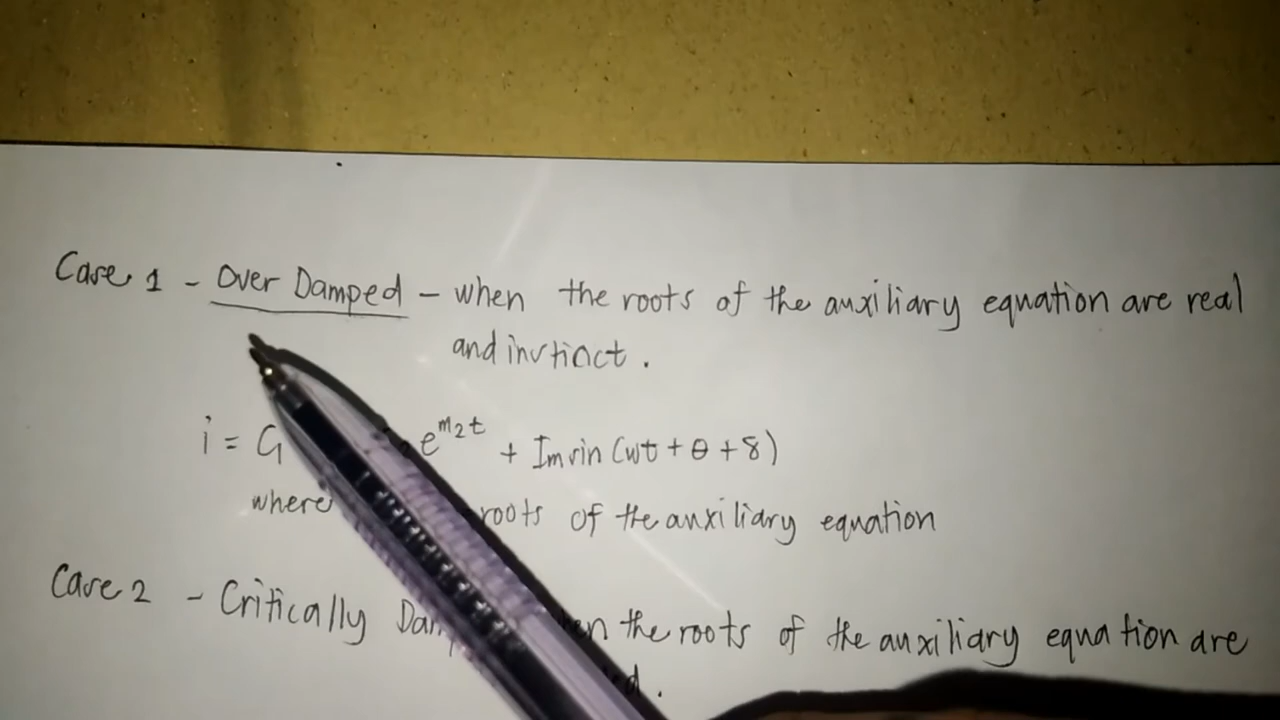 Case 1 - Over Damped - when the roots of the auxiliary equation are real
and instinct.
i = C₁ e^m₂t + Im sin (wt + θ + 8)
where roots of the auxiliary equation
Case 2 - Critically the roots of the auxiliary equation are